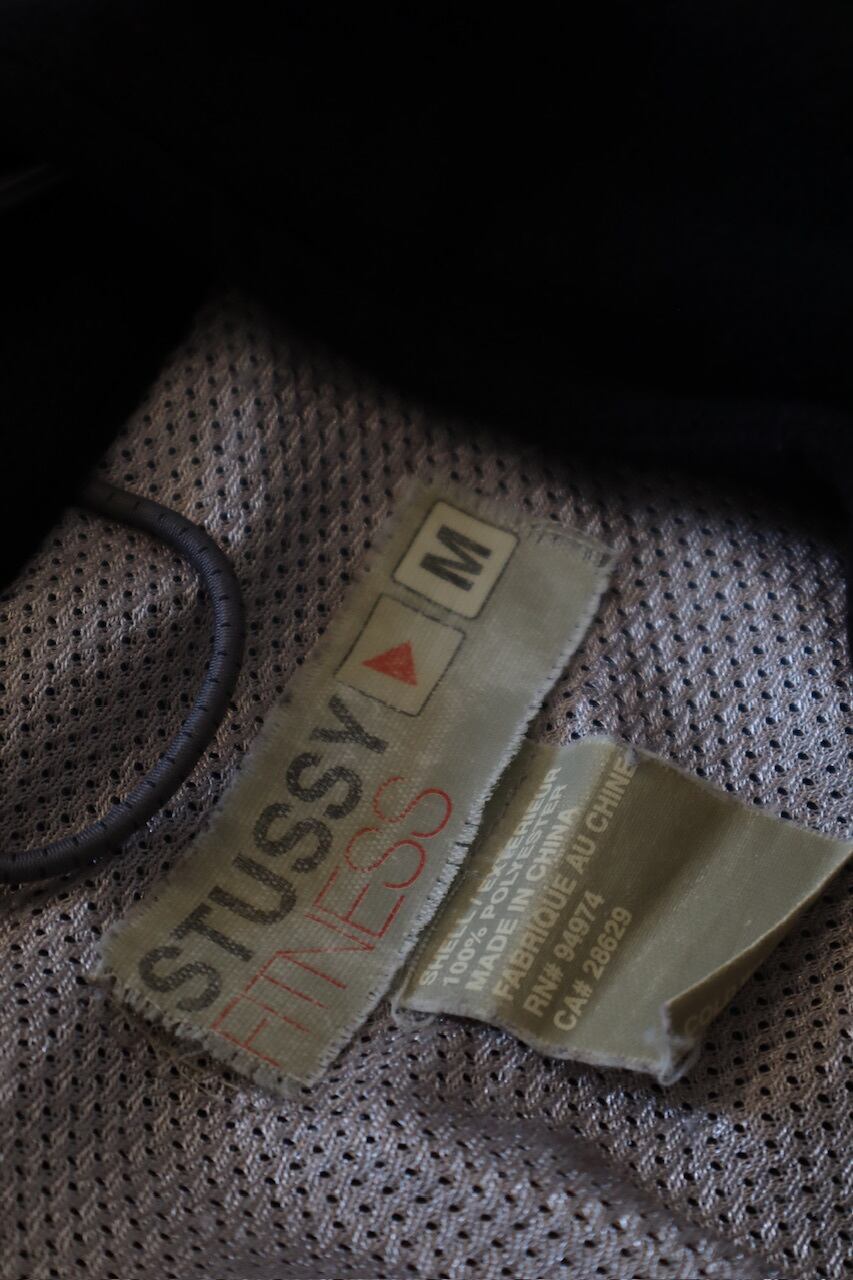 M
STUSSY
FITNESS
SHELL / EXTERIEUR
100% POLYESTER
MADE IN CHINA
FABRIQUE AU CHINE
RN# 94974
CA# 28629